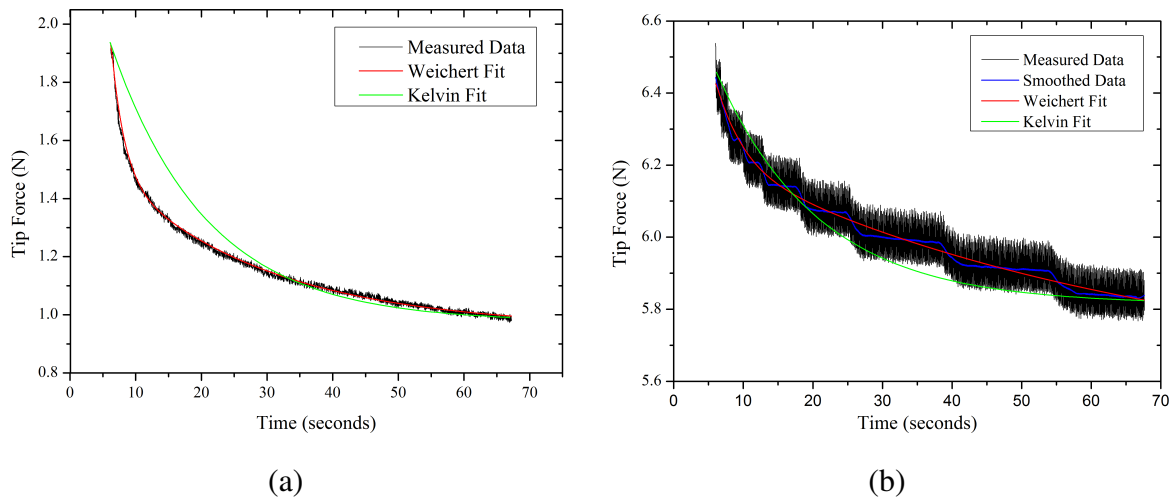 2.0
1.8
1.6
1.4
1.2
1.0
0.8
Tip Force (N)
Measured Data
Weichert Fit
Kelvin Fit
0 10 20 30 40 50 60 70
Time (seconds)
(a)
6.6
6.4
6.2
6.0
5.8
5.6
Tip Force (N)
Measured Data
Smoothed Data
Weichert Fit
Kelvin Fit
0 10 20 30 40 50 60 70
Time (seconds)
(b)